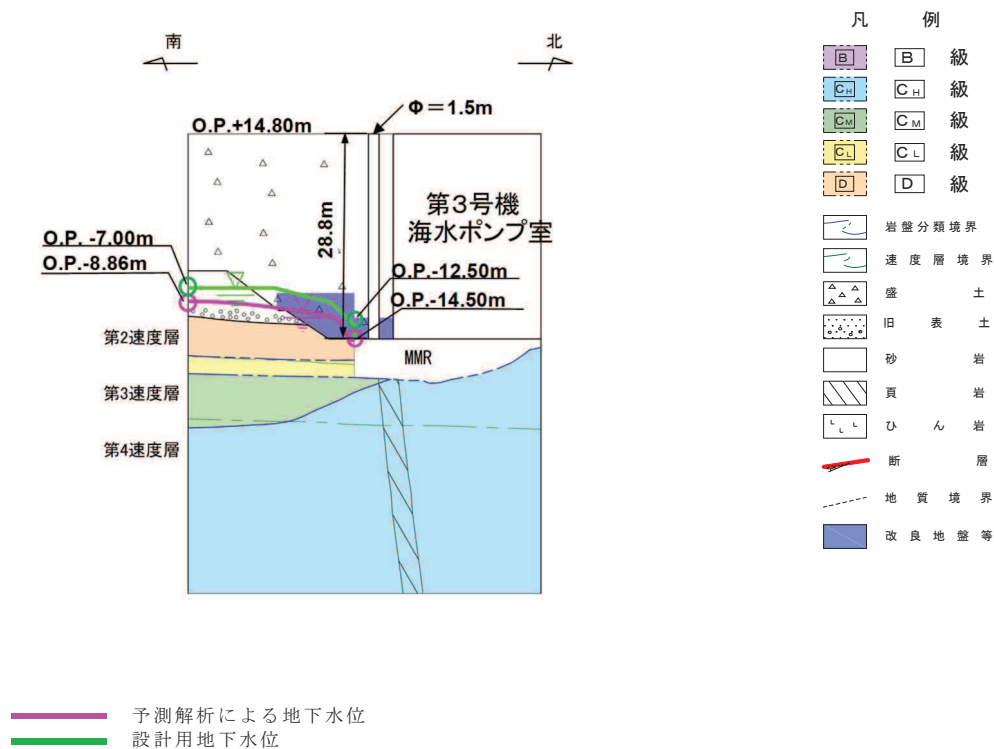 南
北
Φ＝1.5m
O.P.+14.80m
28.8m
第3号機
海水ポンプ室
O.P. -7.00m
O.P.-8.86m
O.P.-12.50m
O.P.-14.50m
第2速度層
MMR
第3速度層
第4速度層
凡 例
B B 級
CH CH 級
CM CM 級
CL CL 級
D D 級
岩盤分類境界
速度層境界
盛土
旧表土
砂岩
頁岩
ひん岩
断層
地質境界
改良地盤等
予測解析による地下水位
設計用地下水位